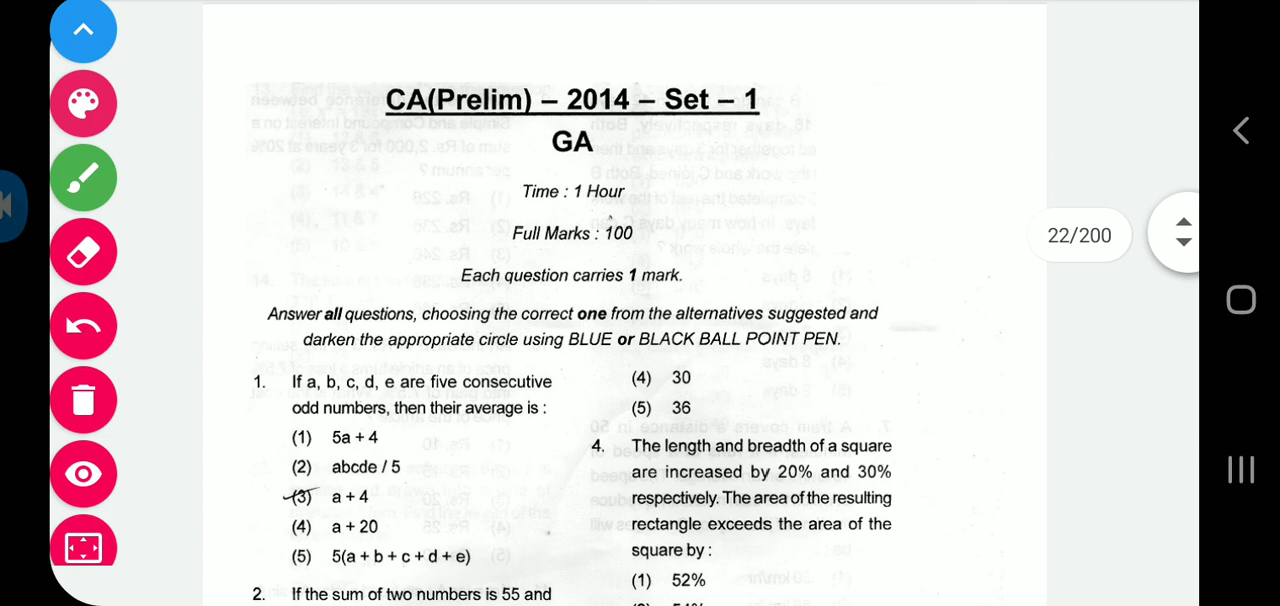 CA(Prelim) – 2014 – Set – 1
GA
Time : 1 Hour
Full Marks : 100
Each question carries 1 mark.
Answer all questions, choosing the correct one from the alternatives suggested and
darken the appropriate circle using BLUE or BLACK BALL POINT PEN.
1. If a, b, c, d, e are five consecutive
odd numbers, then their average is :
(1) 5a + 4
(2) abcde / 5
(3) a + 4
(4) a + 20
(5) 5(a + b + c + d + e)
2. If the sum of two numbers is 55 and
(4) 30
(5) 36
4. The length and breadth of a square
are increased by 20% and 30%
respectively. The area of the resulting
rectangle exceeds the area of the
square by :
(1) 52%
22/200